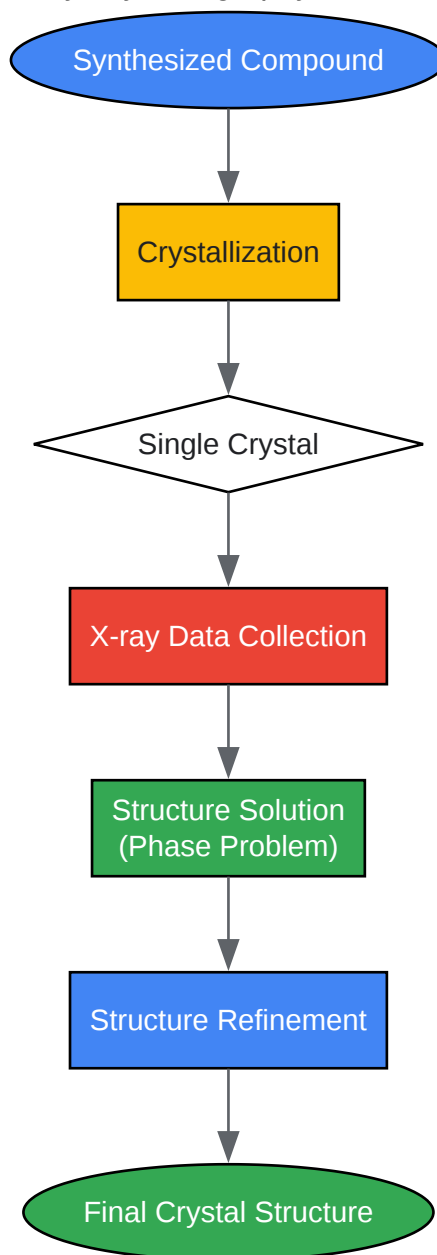 Synthesized Compound
Crystallization
Single Crystal
X-ray Data Collection
Structure Solution
(Phase Problem)
Structure Refinement
Final Crystal Structure